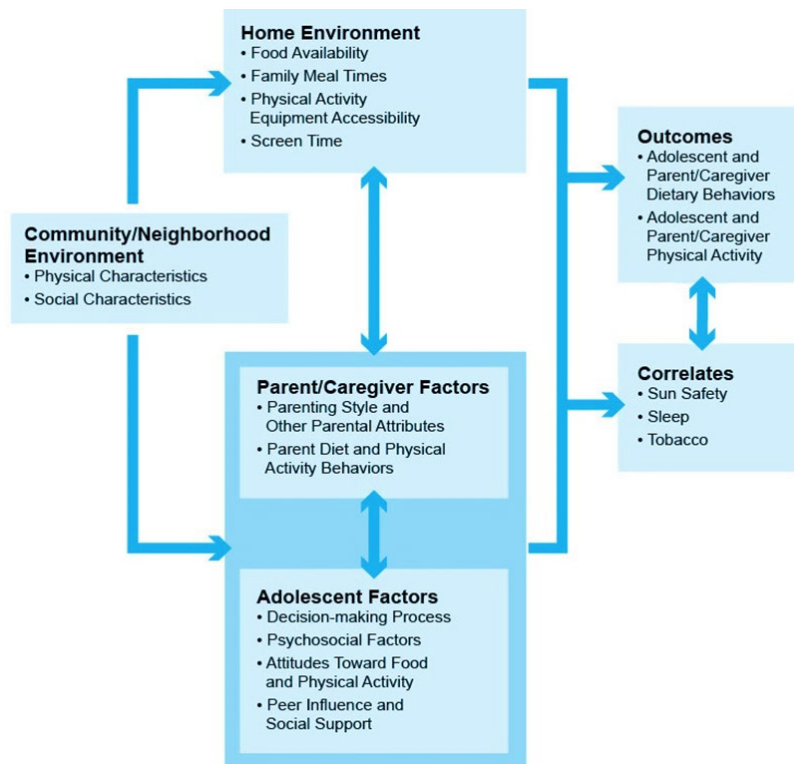 Home Environment
• Food Availability
• Family Meal Times
• Physical Activity
Equipment Accessibility
• Screen Time
Community/Neighborhood
Environment
• Physical Characteristics
• Social Characteristics
Parent/Caregiver Factors
• Parenting Style and
Other Parental Attributes
• Parent Diet and Physical
Activity Behaviors
Adolescent Factors
• Decision-making Process
• Psychosocial Factors
• Attitudes Toward Food
and Physical Activity
• Peer Influence and
Social Support
Outcomes
• Adolescent and
Parent/Caregiver
Dietary Behaviors
• Adolescent and
Parent/Caregiver
Physical Activity
Correlates
• Sun Safety
• Sleep
• Tobacco